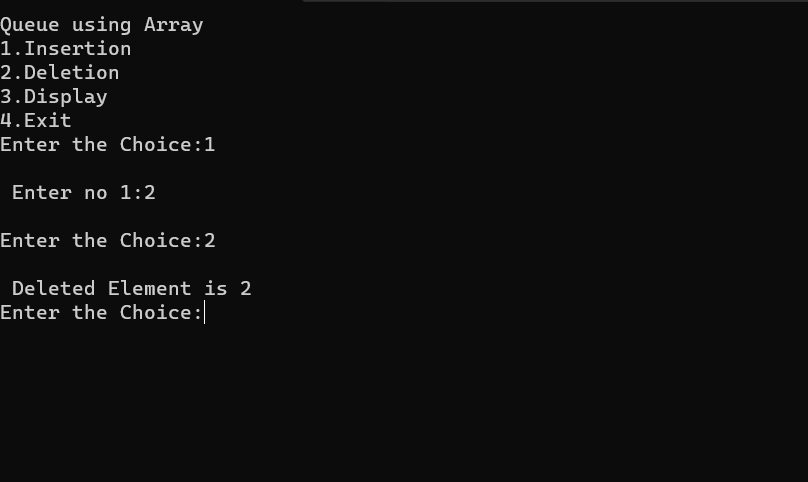 Queue using Array
1.Insertion
2.Deletion
3.Display
4.Exit
Enter the Choice:1
Enter no 1:2
Enter the Choice:2
Deleted Element is 2
Enter the Choice: